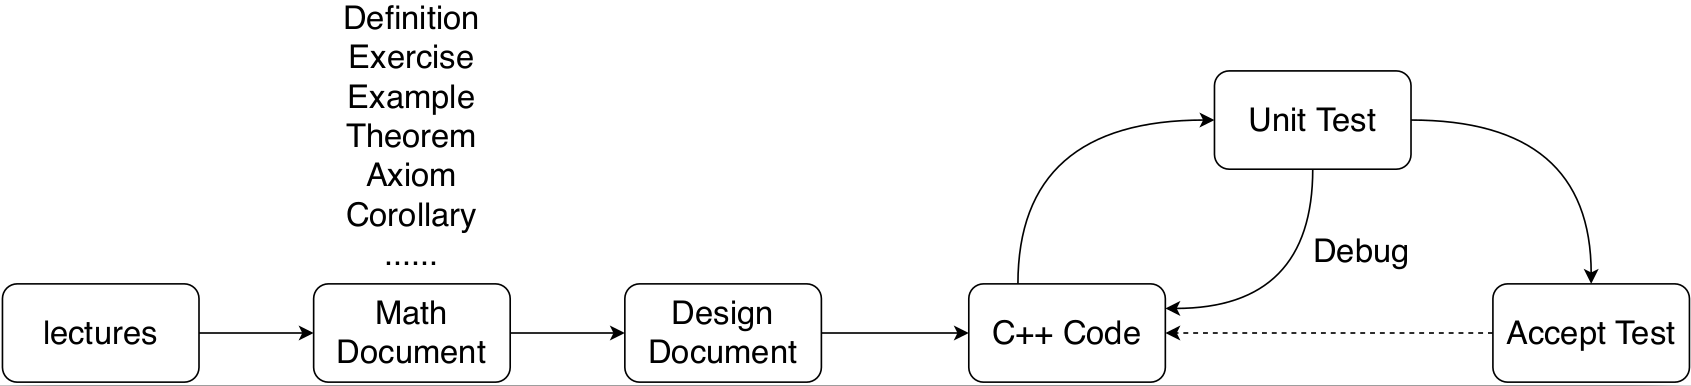 Definition
Exercise
Example
Theorem
Axiom
Corollary
......
lectures
Math
Document
Design
Document
C++ Code
Unit Test
Debug
Accept Test